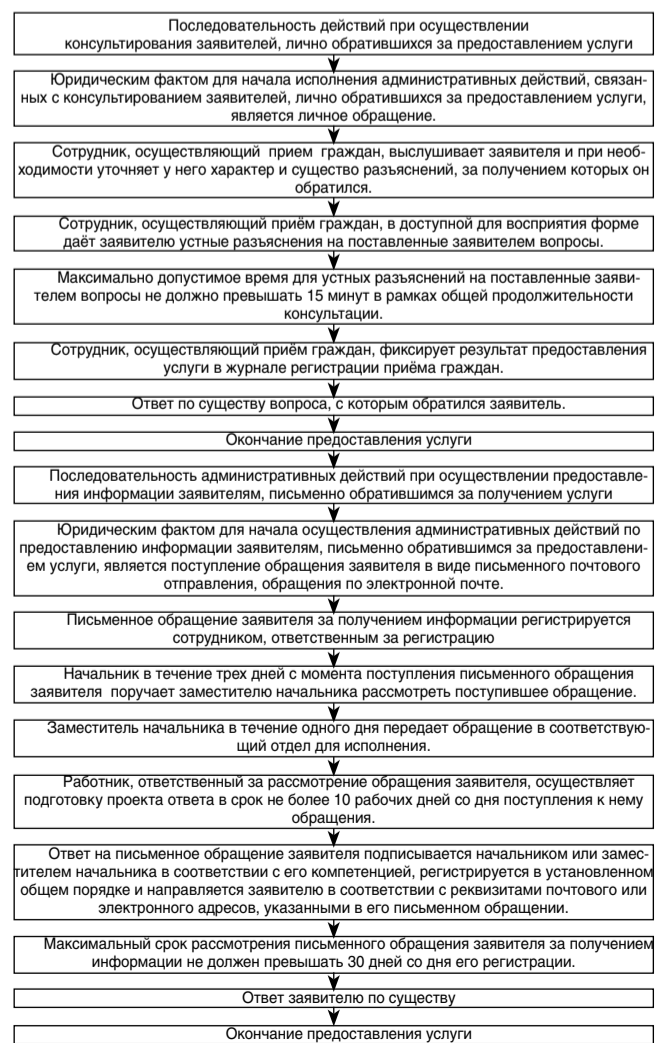 Последовательность действий при осуществлении
консультирования заявителей, лично обратившихся за предоставлением услуги
Юридическим фактом для начала исполнения административных действий, связан-
ных с консультированием заявителей, лично обратившихся за предоставлением услуги,
является личное обращение.
Сотрудник, осуществляющий прием граждан, выслушивает заявителя и при необ-
ходимости уточняет у него характер и существо разъяснений, за получением которых он
обратился.
Сотрудник, осуществляющий приём граждан, в доступной для восприятия форме
даёт заявителю устные разъяснения на поставленные заявителем вопросы.
Максимально допустимое время для устных разъяснений на поставленные заяви-
телем вопросы не должно превышать 15 минут в рамках общей продолжительности
консультации.
Сотрудник, осуществляющий приём граждан, фиксирует результат предоставления
услуги в журнале регистрации приёма граждан.
Ответ по существу вопроса, с которым обратился заявитель.
Окончание предоставления услуги
Последовательность административных действий при осуществлении предоставле-
ния информации заявителям, письменно обратившимся за получением услуги
Юридическим фактом для начала осуществления административных действий по
предоставлению информации заявителям, письменно обратившимся за предоставлени-
ем услуги, является поступление обращения заявителя в виде письменного почтового
отправления, обращения по электронной почте.
Письменное обращение заявителя за получением информации регистрируется
сотрудником, ответственным за регистрацию
Начальник в течение трех дней с момента поступления письменного обращения
заявителя поручает заместителю начальника рассмотреть поступившее обращение.
Заместитель начальника в течение одного дня передает обращение в соответствую-
щий отдел для исполнения.
Работник, ответственный за рассмотрение обращения заявителя, осуществляет
подготовку проекта ответа в срок не более 10 рабочих дней со дня поступления к нему
обращения.
Ответ на письменное обращение заявителя подписывается начальником или замес-
тителем начальника в соответствии с его компетенцией, регистрируется в установленном
общем порядке и направляется заявителю в соответствии с реквизитами почтового или
электронного адресов, указанными в его письменном обращении.
Максимальный срок рассмотрения письменного обращения заявителя за получением
информации не должен превышать 30 дней со дня его регистрации.
Ответ заявителю по существу
Окончание предоставления услуги